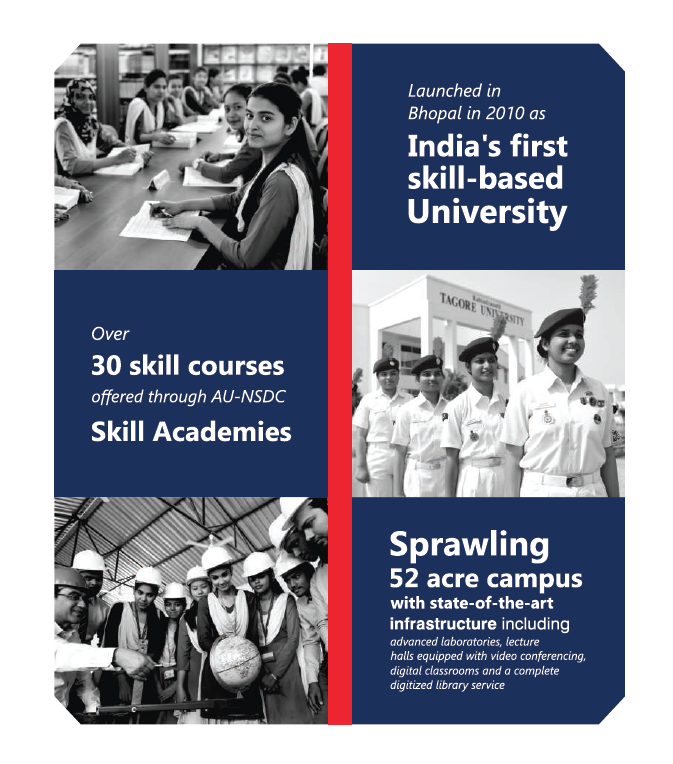 Launched in
Bhopal in 2010 as
India's first
skill-based
University
Over
30 skill courses
offered through AU-NSDC
Skill Academies
TAGORE UNIVERSITY
Sprawling
52 acre campus
with state-of-the-art
infrastructure including
advanced laboratories, lecture
halls equipped with video conferencing,
digital classrooms and a complete
digitized library service